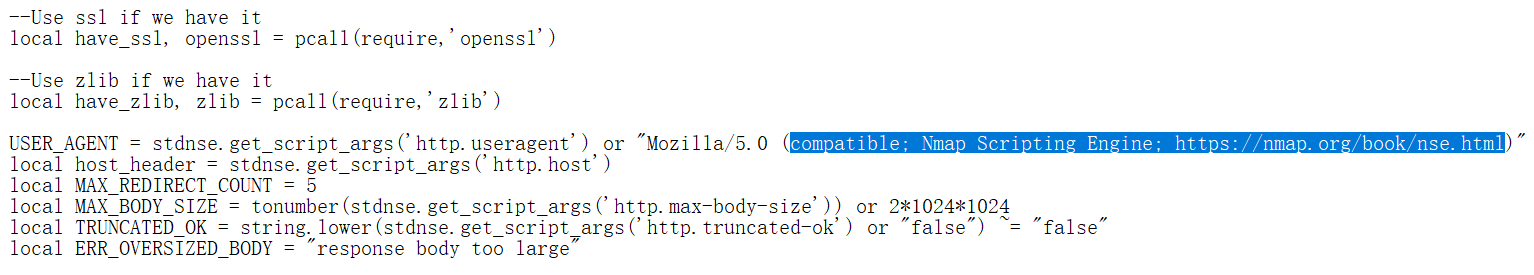 --Use ssl if we have it
local have_ssl, openssl = pcall(require,'openssl')
--Use zlib if we have it
local have_zlib, zlib = pcall(require,'zlib')
USER_AGENT = stdnse.get_script_args('http.useragent') or "Mozilla/5.0 (compatible; Nmap Scripting Engine; https://nmap.org/book/nse.html)"
local host_header = stdnse.get_script_args('http.host')
local MAX_REDIRECT_COUNT = 5
local MAX_BODY_SIZE = tonumber(stdnse.get_script_args('http.max-body-size')) or 2*1024*1024
local TRUNCATED_OK = string.lower(stdnse.get_script_args('http.truncated-ok') or "false") ~= "false"
local ERR_OVERSIZED_BODY = "response body too large"